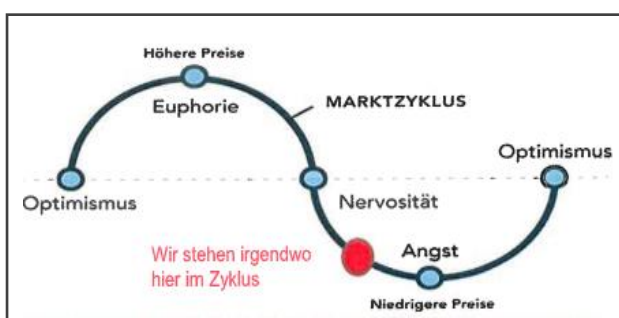 Höhere Preise
Euphorie
MARKTZYKLUS
Optimismus
Optimismus
Nervosität
Wir stehen irgendwo
hier im Zyklus
Angst
Niedrigere Preise